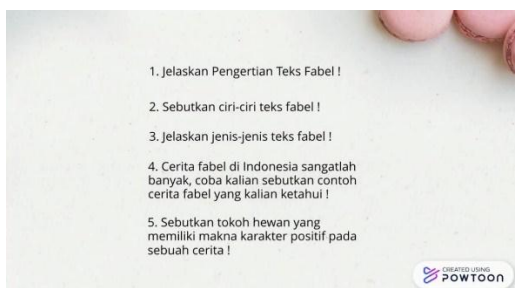 1. Jelaskan Pengertian Teks Fabel !
2. Sebutkan ciri-ciri teks fabel !
3. Jelaskan jenis-jenis teks fabel !
4. Cerita fabel di Indonesia sangatlah
banyak, coba kalian sebutkan contoh
cerita fabel yang kalian ketahui !
5. Sebutkan tokoh hewan yang
memiliki makna karakter positif pada
sebuah cerita !
CREATED USING
POWTOON